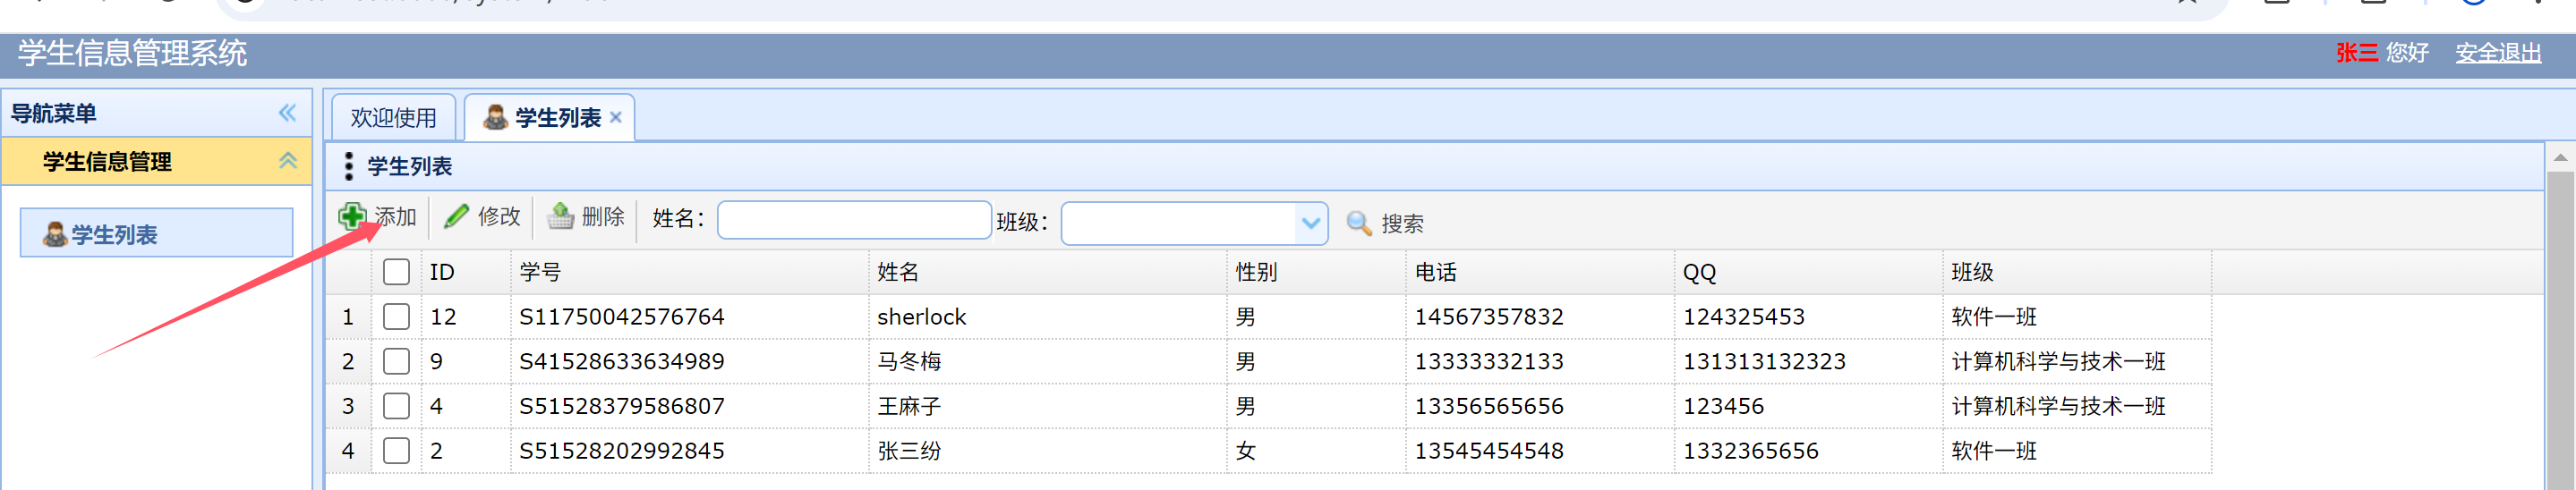 学生信息管理系统
张三 您好 安全退出
导航菜单
欢迎使用 学生列表
学生信息管理
学生列表
学生列表
添加 修改 删除 姓名： 班级： 搜索
ID 学号 姓名 性别 电话 QQ 班级
1 12 S11750042576764 sherlock 男 14567357832 124325453 软件一班
2 9 S41528633634989 马冬梅 男 13333332133 131313132323 计算机科学与技术一班
3 4 S51528379586807 王麻子 男 13356565656 123456 计算机科学与技术一班
4 2 S51528202992845 张三纷 女 13545454548 1332365656 软件一班